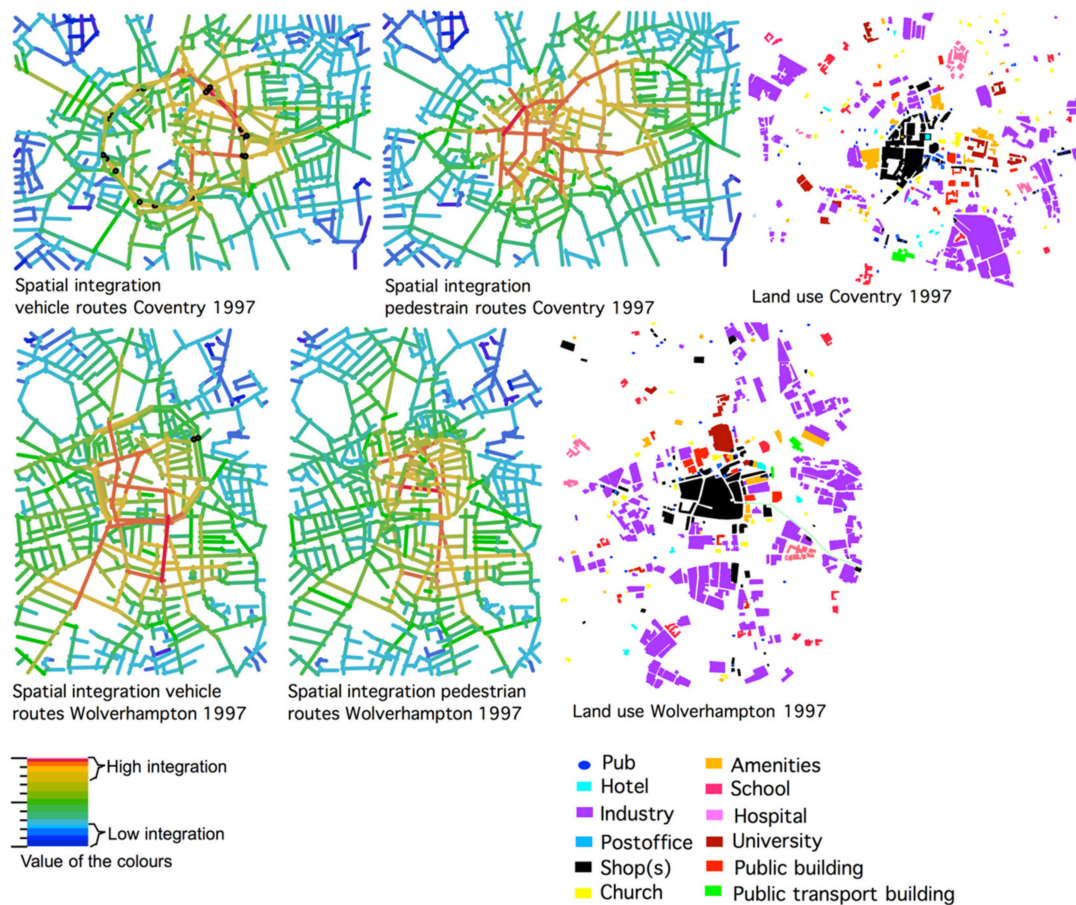 Spatial integration
vehicle routes Coventry 1997
Spatial integration
pedestrain routes Coventry 1997
Land use Coventry 1997
Spatial integration vehicle
routes Wolverhampton 1997
Spatial integration pedestrian
routes Wolverhampton 1997
Land use Wolverhampton 1997
High integration
Low integration
Value of the colours
Pub
Hotel
Industry
Postoffice
Shop(s)
Church
Amenities
School
Hospital
University
Public building
Public transport building